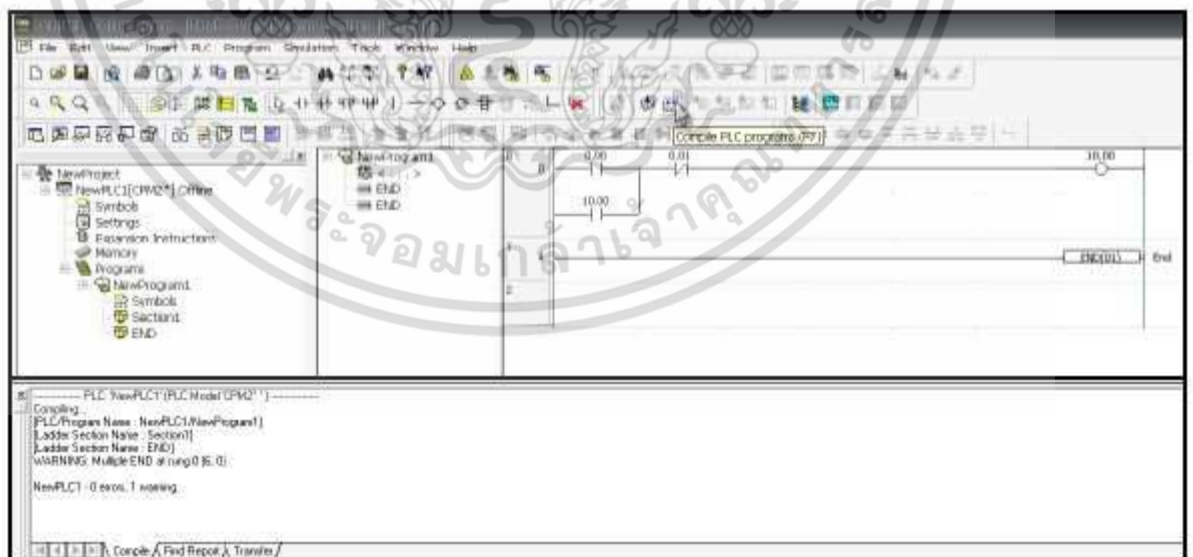 File Edit View Insert PLC Program Simulation Tools Window Help
Compile PLC programs (F7)
NewProject
NewPLC1[CPM2*] Offline
Symbols
Settings
Expansion Instructions
Memory
Programs
NewProgram1
Symbols
Section1
END
NewProgram1
END
END
0
0
0.00
0.01
10.00
10.00
1
END(01)
End
2
PLC: 'NewPLC1' (PLC Model 'CPM2*')
Compiling...
[PLC/Program Name : NewPLC1/NewProgram1]
[Ladder Section Name : Section1]
[Ladder Section Name : END]
WARNING: Multiple END at rung 0 (6, 0)
NewPLC1 - 0 errors, 1 warning.
Compile Find Report Transfer